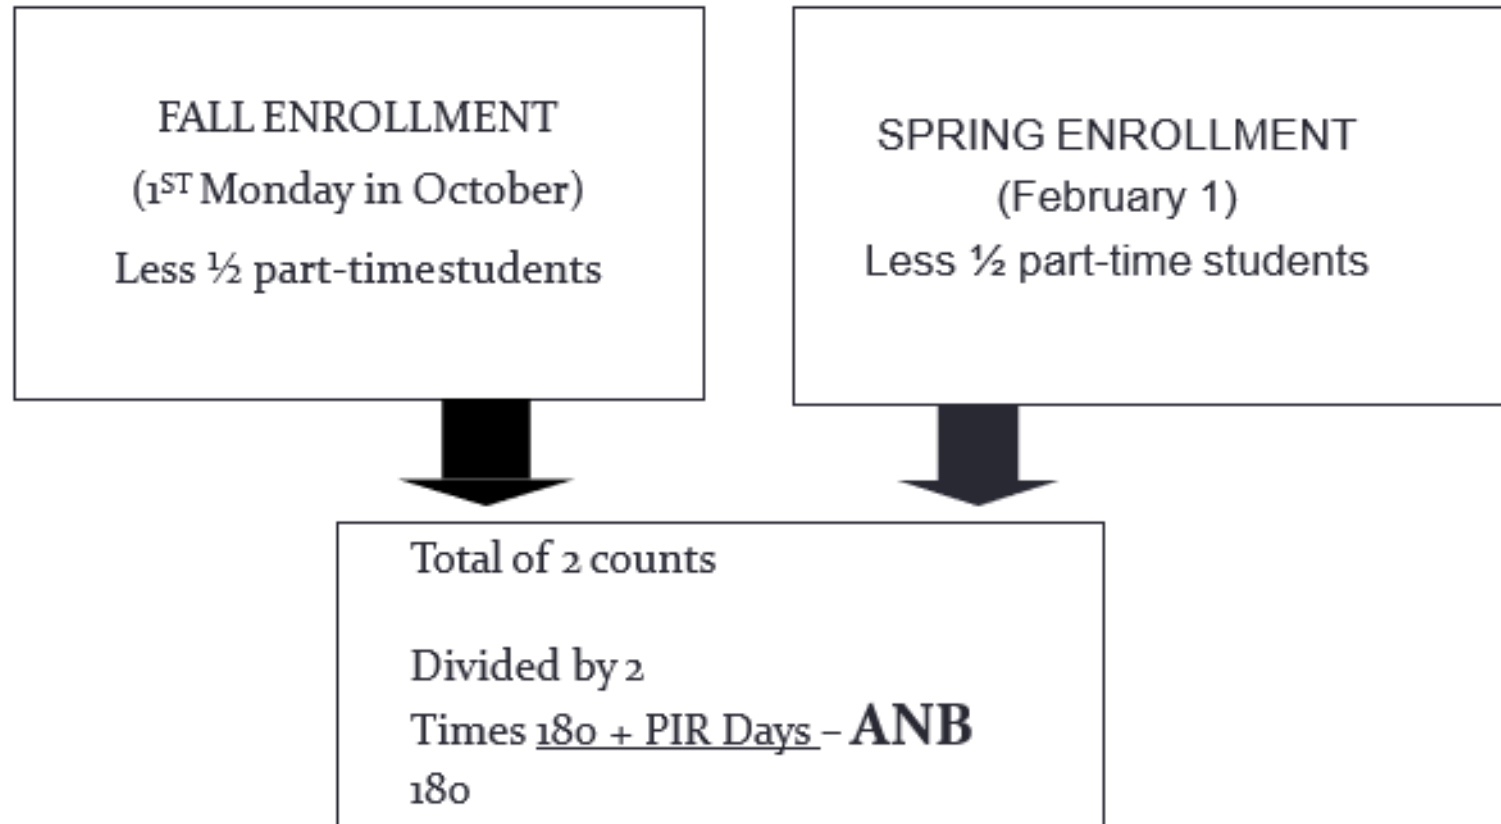 FALL ENROLLMENT
(1ST Monday in October)
Less ½ part-timestudents
SPRING ENROLLMENT
(February 1)
Less ½ part-time students
Total of 2 counts
Divided by 2
Times 180 + PIR Days – ANB
180